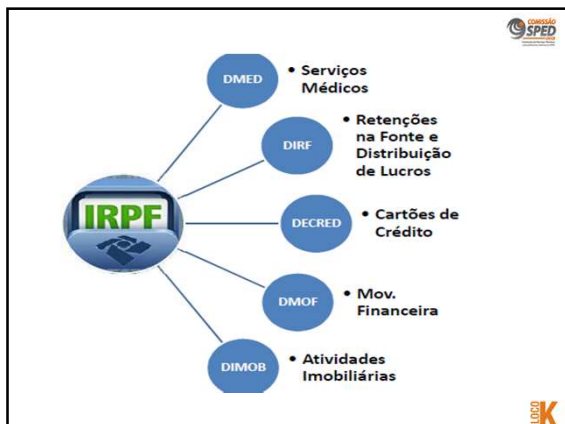 COMISSÃO
SPED
DMED
• Serviços
Médicos
DIRF
• Retenções
na Fonte e
Distribuição
de Lucros
IRPF
DECRED
• Cartões de
Crédito
DMOF
• Mov.
Financeira
DIMOB
• Atividades
Imobiliárias
LOCO
K